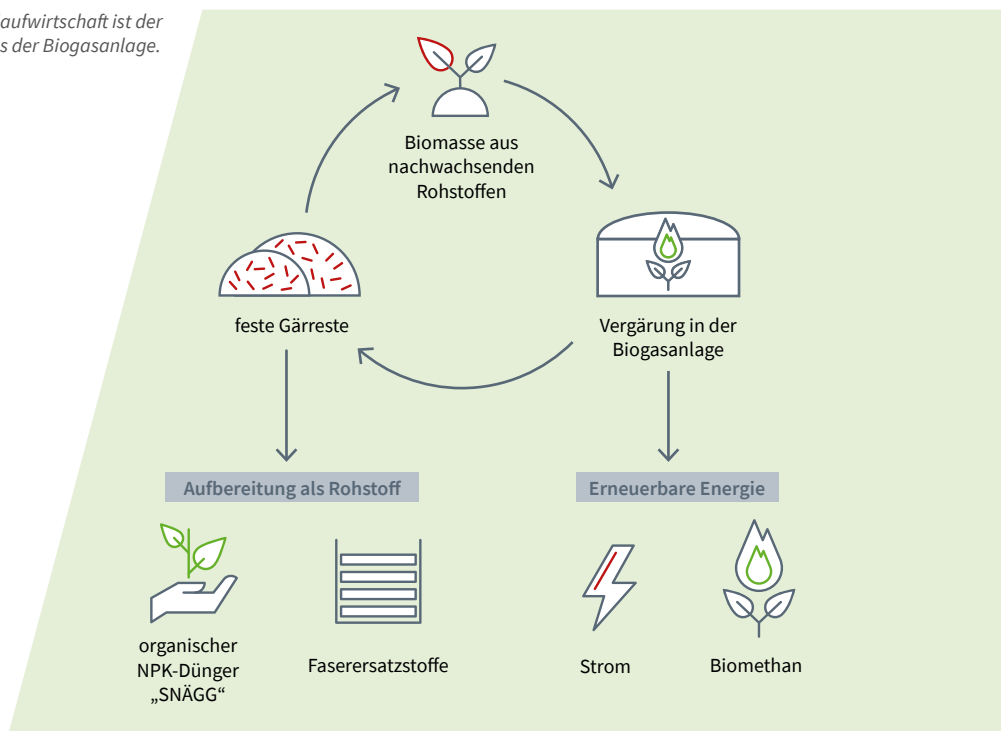 aufwirtschaft ist der
s der Biogasanlage.
Biomasse aus
nachwachsenden
Rohstoffen
feste Gärreste
Vergärung in der
Biogasanlage
Aufbereitung als Rohstoff
Erneuerbare Energie
organischer
NPK-Dünger
„SNÄGG“
Faserersatzstoffe
Strom
Biomethan